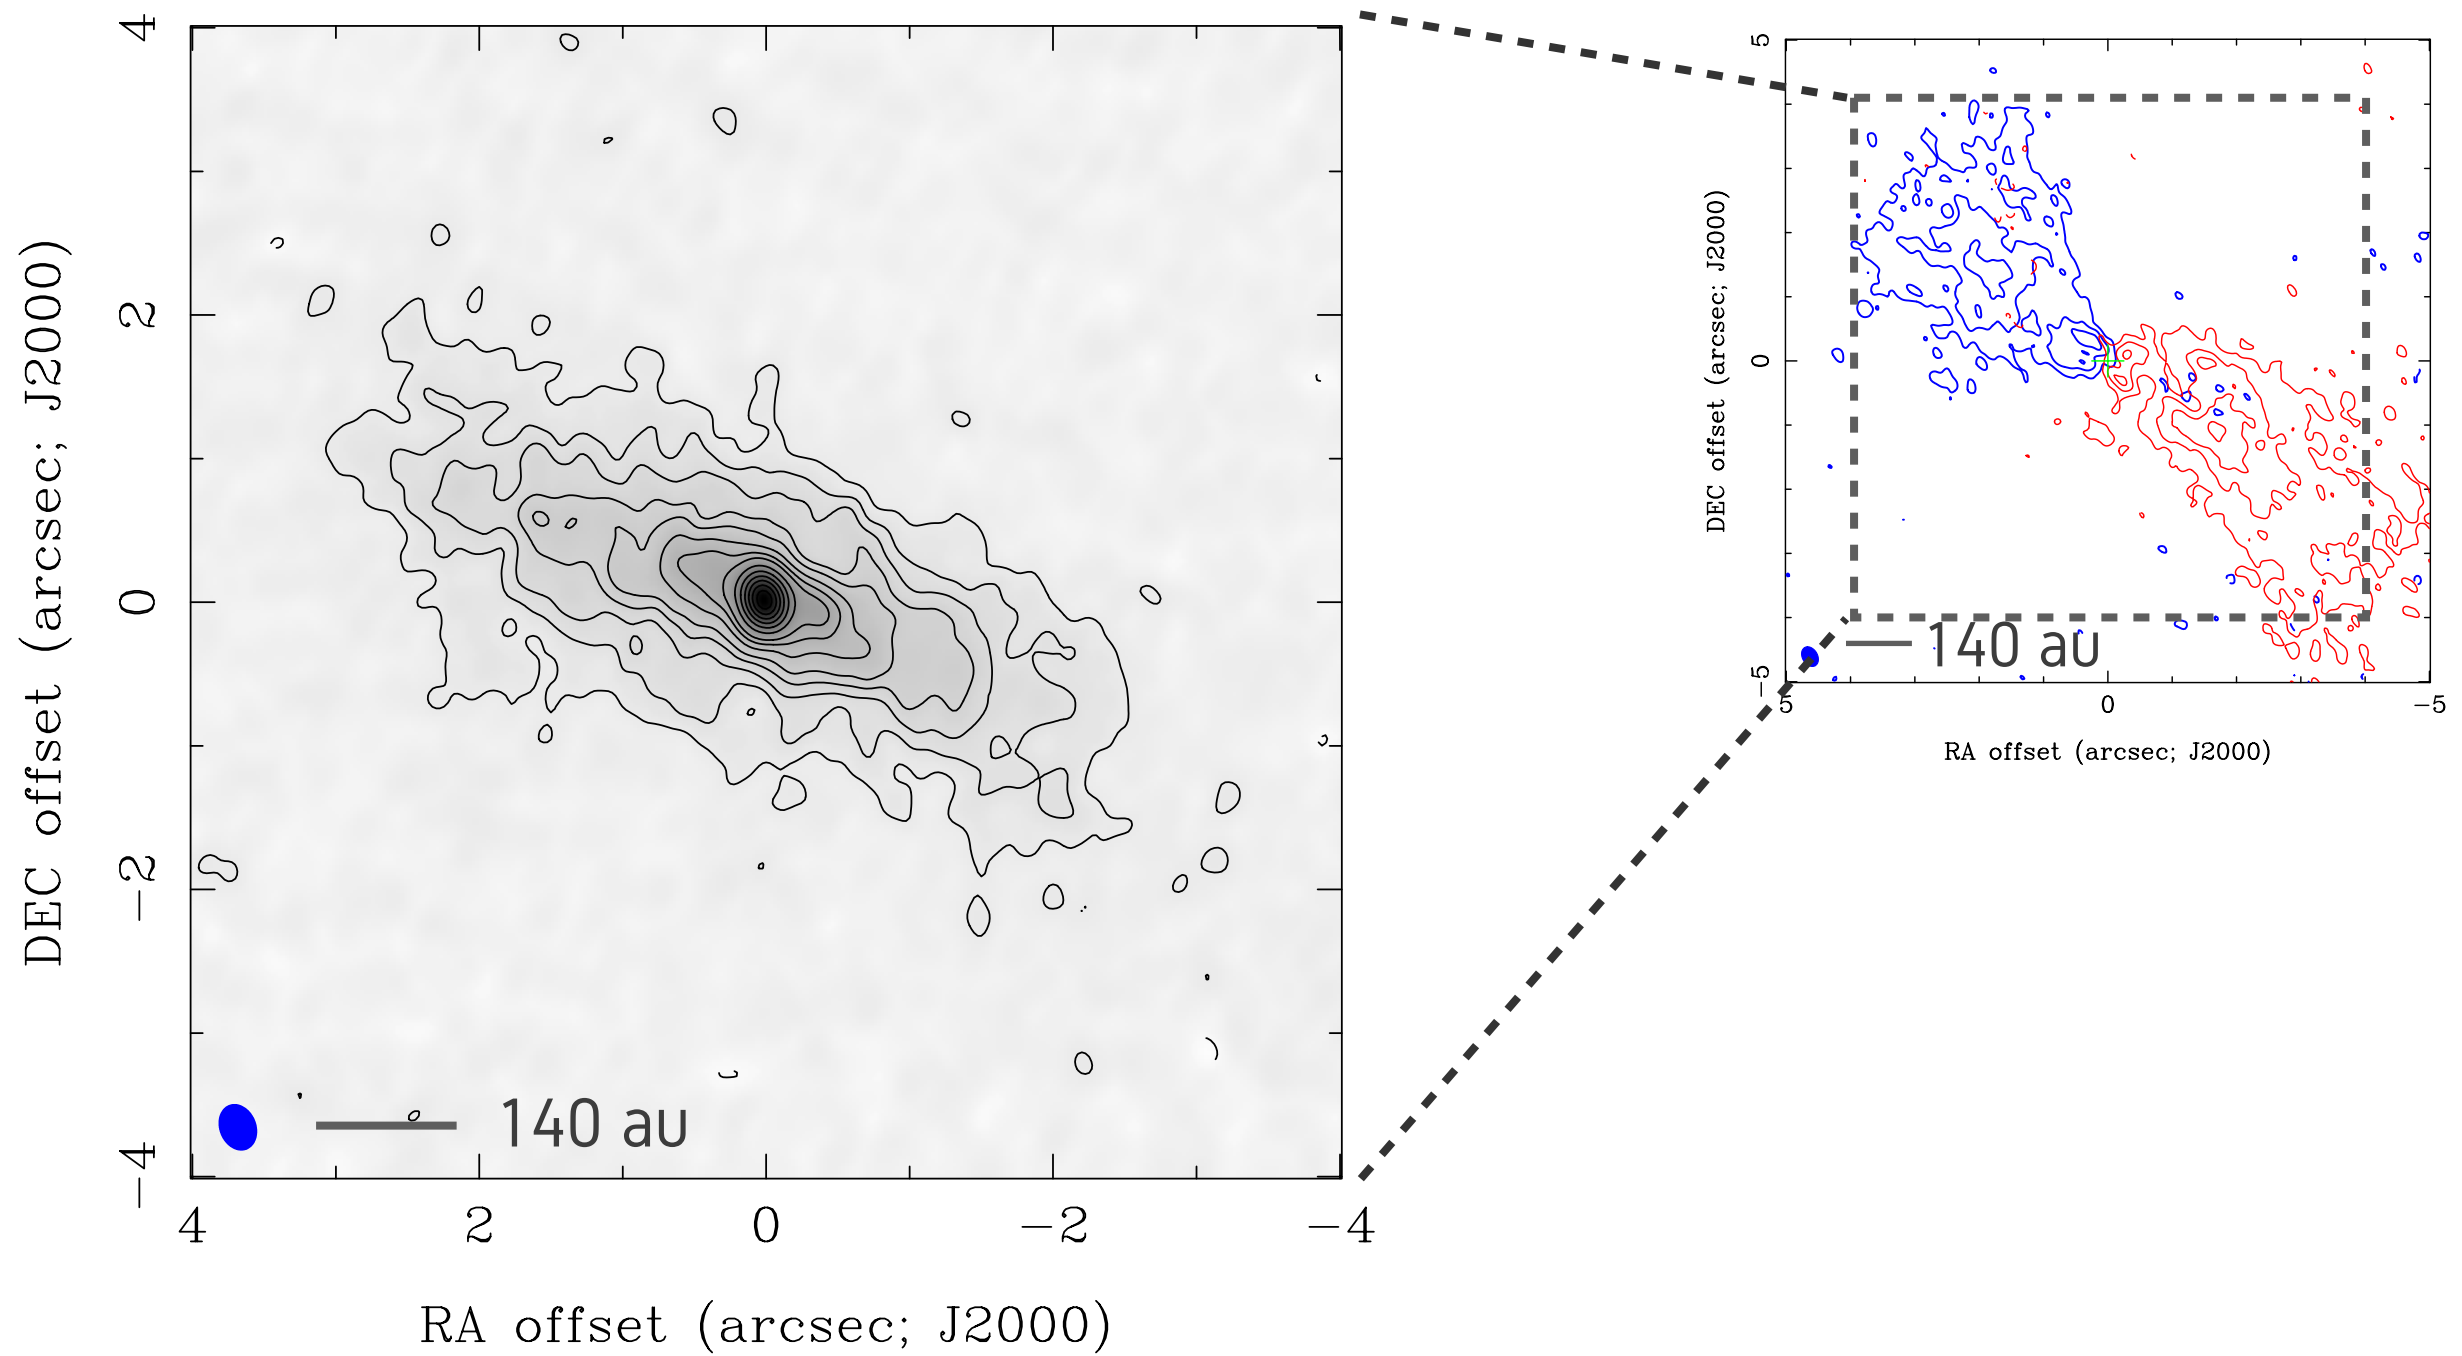 4
2
0
−2
−4
DEC offset (arcsec; J2000)
140 au
4 2 0 −2 −4
RA offset (arcsec; J2000)
5
0
−5
DEC offset (arcsec; J2000)
140 au
5 0 −5
RA offset (arcsec; J2000)